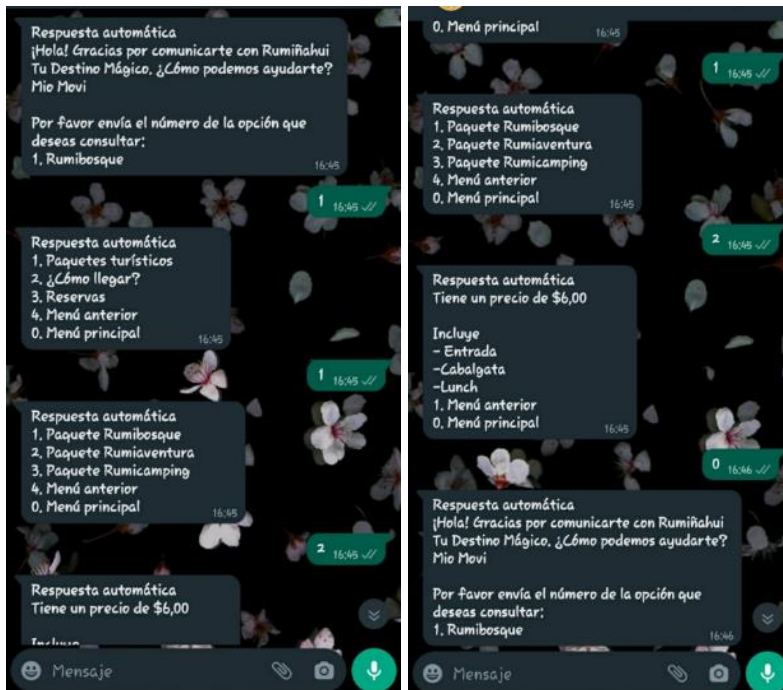 Respuesta automática
¡Hola! Gracias por comunicarte con Rumiñahui
Tu Destino Mágico, ¿Cómo podemos ayudarte?
Mio Movi
Por favor envía el número de la opción que
deseas consultar:
1. Rumibosque
16:45
1 16:45
Respuesta automática
1. Paquetes turísticos
2. ¿Cómo llegar?
3. Reservas
4. Menú anterior
0. Menú principal
16:45
1 16:45
Respuesta automática
1. Paquete Rumibosque
2. Paquete Rumiaventura
3. Paquete Rumicamping
4. Menú anterior
0. Menú principal
16:45
2 16:45
Respuesta automática
Tiene un precio de $6,00
Incluye
Mensaje
0. Menú principal
16:45
1 16:45
Respuesta automática
1. Paquete Rumibosque
2. Paquete Rumiaventura
3. Paquete Rumicamping
4. Menú anterior
0. Menú principal
16:45
2 16:45
Respuesta automática
Tiene un precio de $6,00
Incluye
- Entrada
-Cabalgata
-Lunch
1. Menú anterior
0. Menú principal
16:45
0 16:46
Respuesta automática
¡Hola! Gracias por comunicarte con Rumiñahui
Tu Destino Mágico, ¿Cómo podemos ayudarte?
Mio Movi
Por favor envía el número de la opción que
deseas consultar:
1. Rumibosque
16:46
Mensaje